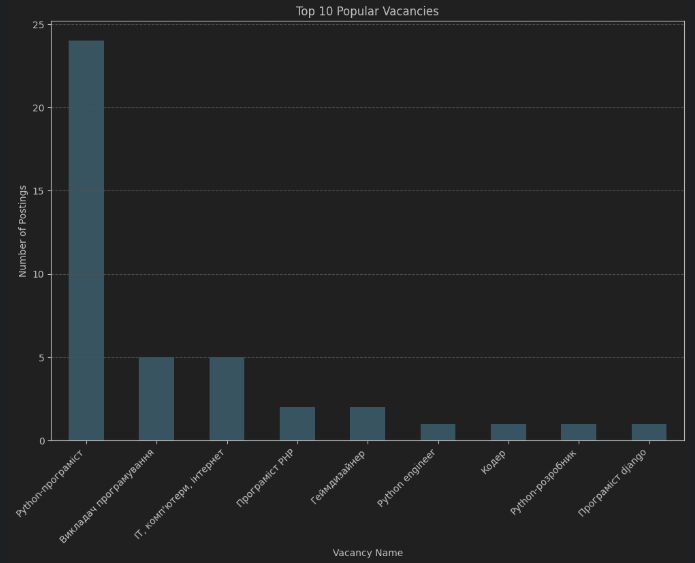 Top 10 Popular Vacancies
25
20
15
10
5
0
Number of Postings
Python-програміст
Викладач програмування
IT, комп'ютери, інтернет
Програміст PHP
Геймдизайнер
Python engineer
Кодер
Python-розробник
Програміст django
Vacancy Name